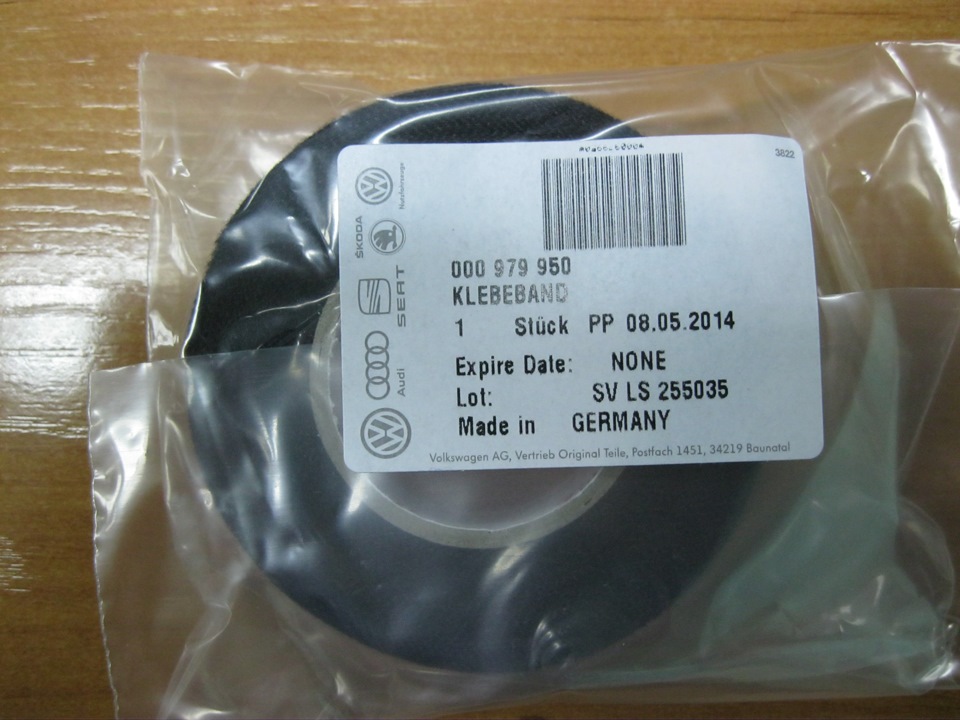 3822
Nutzfahrzeuge
ŠKODA
SEAT
Audi
000 979 950
KLEBEBAND
1 Stück PP 08.05.2014
Expire Date: NONE
Lot: SV LS 255035
Made in GERMANY
Volkswagen AG, Vertrieb Original Teile, Postfach 1451, 34219 Baunatal